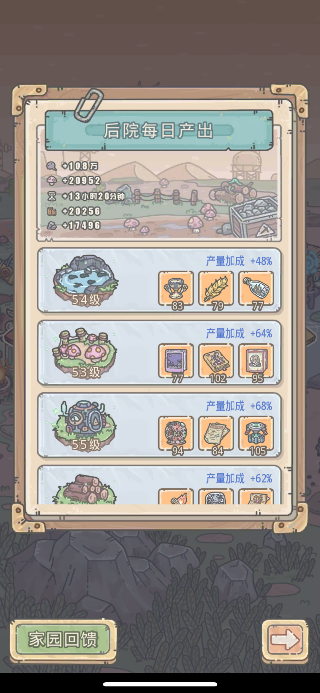 后院每日产出
+10.8万
+20952
+13小时20分钟
+20256
+17496
产量加成 +48%
54级
83 79 77
产量加成 +64%
53级
77 102 95
产量加成 +68%
55级
94 84 105
产量加成 +62%
家园回馈